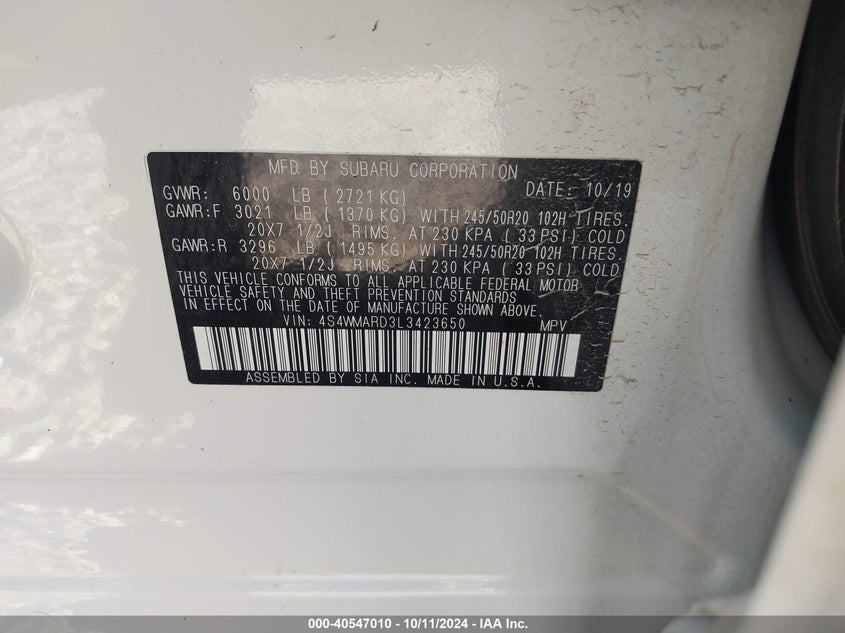 MFD BY SUBARU CORPORATION
GVWR: 6000 LB ( 2721 KG) DATE: 10/19
GAWR:F 3021 LB ( 1370 KG) WITH 245/50R20 102H TIRES.
20X7 1/2J RIMS. AT 230 KPA ( 33 PSI) COLD
GAWR:R 3296 LB ( 1495 KG) WITH 245/50R20 102H TIRES.
20X7 1/2J RIMS. AT 230 KPA ( 33 PSI) COLD
THIS VEHICLE CONFORMS TO ALL APPLICABLE FEDERAL MOTOR
VEHICLE SAFETY AND THEFT PREVENTION STANDARDS
IN EFFECT ON THE DATE OF MANUFACTURE SHOWN ABOVE.
VIN: 4S4WMARD3L3423650 MPV
ASSEMBLED BY SIA INC. MADE IN U.S.A.
000-40547010 - 10/11/2024 - IAA Inc.